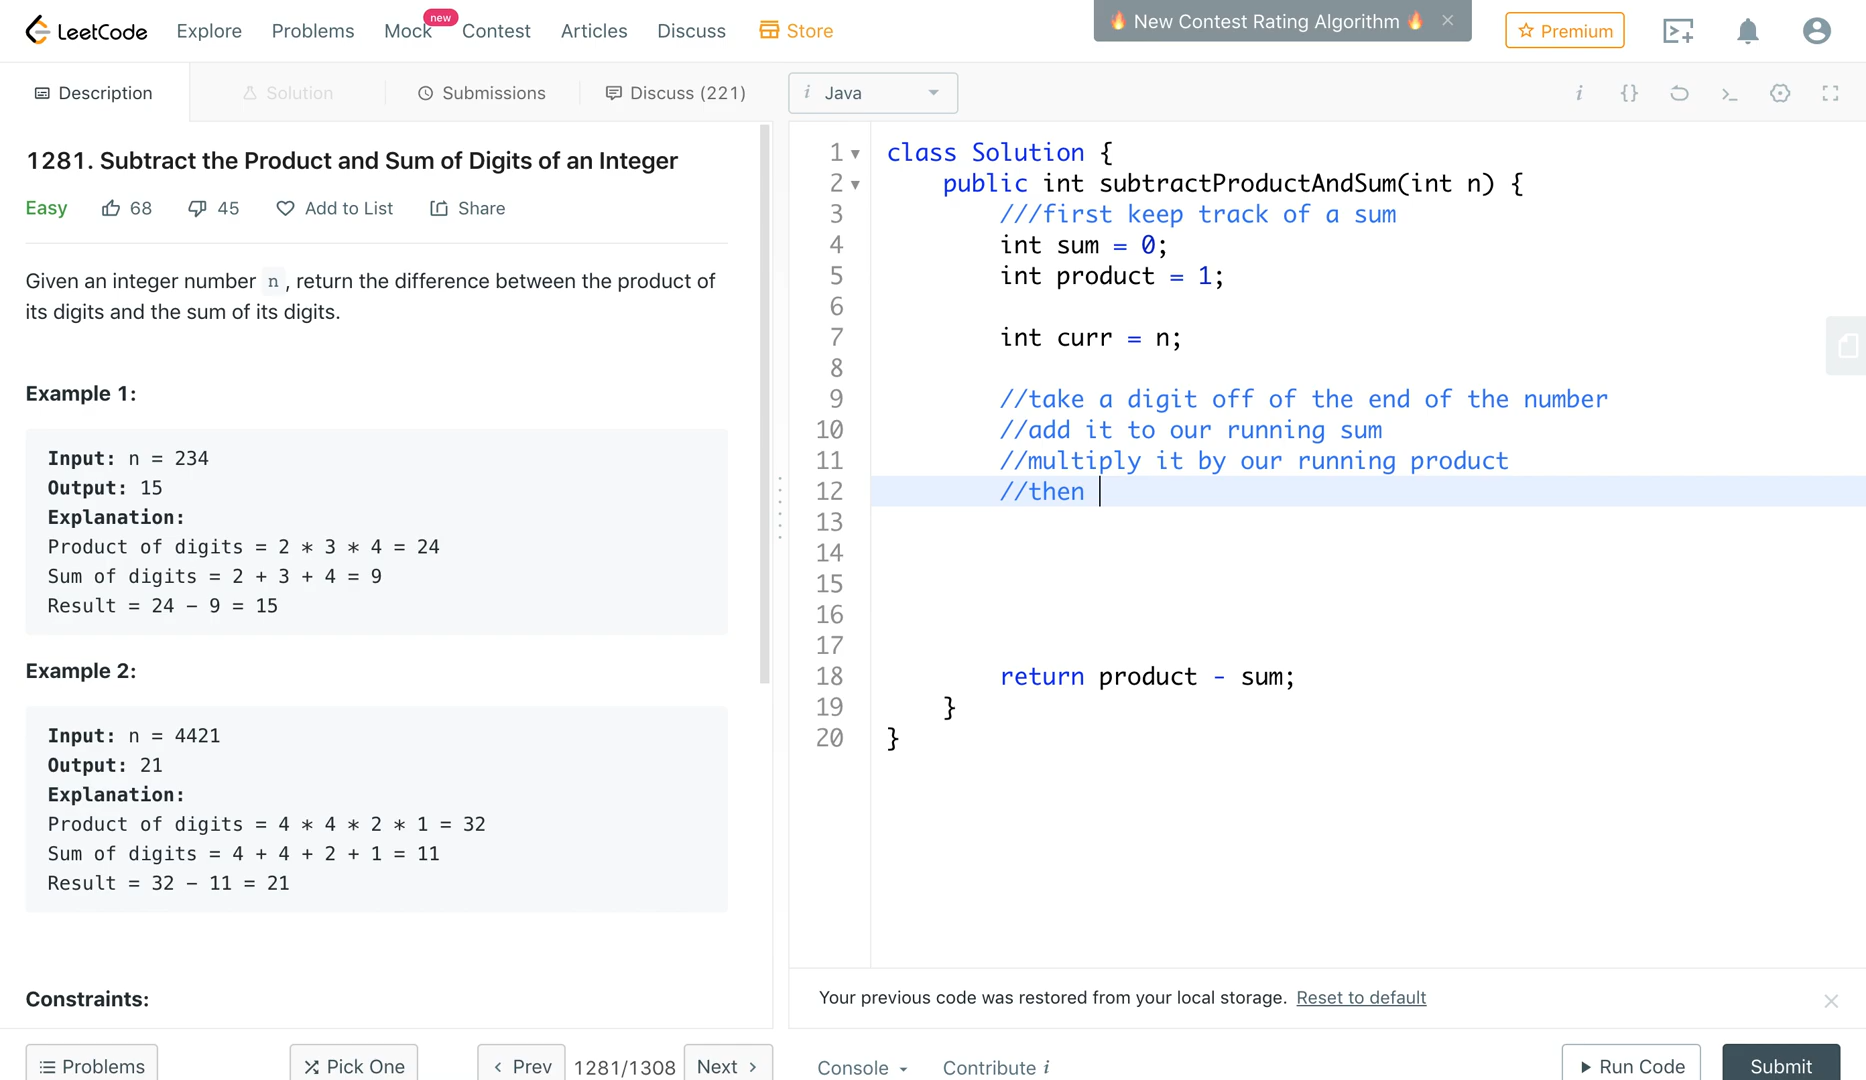 LeetCode Explore Problems Mock new Contest Articles Discuss Store
🔥 New Contest Rating Algorithm 🔥 ×
Premium
Description Solution Submissions Discuss (221)
i Java
i {} >_
1281. Subtract the Product and Sum of Digits of an Integer
Easy 68 45 Add to List Share
Given an integer number n , return the difference between the product of
its digits and the sum of its digits.
Example 1:
Input: n = 234
Output: 15
Explanation:
Product of digits = 2 * 3 * 4 = 24
Sum of digits = 2 + 3 + 4 = 9
Result = 24 − 9 = 15
Example 2:
Input: n = 4421
Output: 21
Explanation:
Product of digits = 4 * 4 * 2 * 1 = 32
Sum of digits = 4 + 4 + 2 + 1 = 11
Result = 32 − 11 = 21
Constraints:
Problems Pick One ‹ Prev 1281/1308 Next ›
1 class Solution {
2 public int subtractProductAndSum(int n) {
3 ///first keep track of a sum
4 int sum = 0;
5 int product = 1;
6
7 int curr = n;
8
9 //take a digit off of the end of the number
10 //add it to our running sum
11 //multiply it by our running product
12 //then
13
14
15
16
17
18 return product - sum;
19 }
20 }
Your previous code was restored from your local storage. Reset to default ×
Console Contribute i Run Code Submit